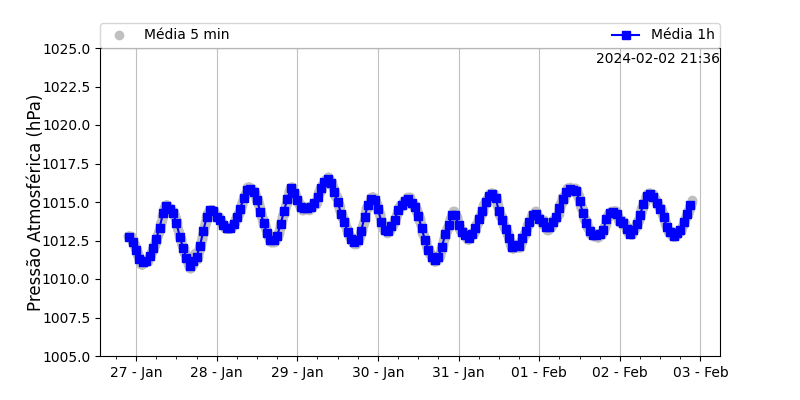 Média 5 min
Média 1h
2024-02-02 21:36
Pressão Atmosférica (hPa)
1025.0
1022.5
1020.0
1017.5
1015.0
1012.5
1010.0
1007.5
1005.0
27 - Jan
28 - Jan
29 - Jan
30 - Jan
31 - Jan
01 - Feb
02 - Feb
03 - Feb